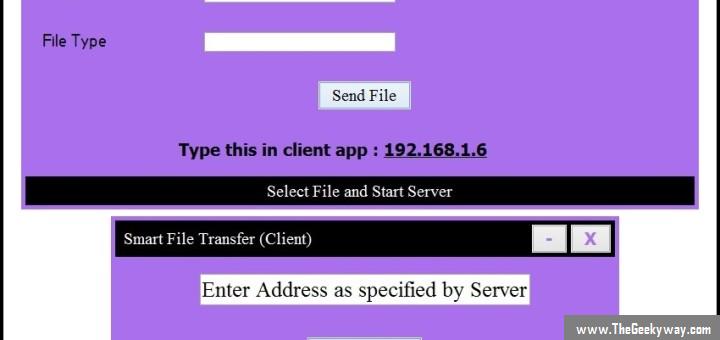 File Type
Send File
Type this in client app : 192.168.1.6
Select File and Start Server
Smart File Transfer (Client)
- X
Enter Address as specified by Server
www.TheGeekyway.com